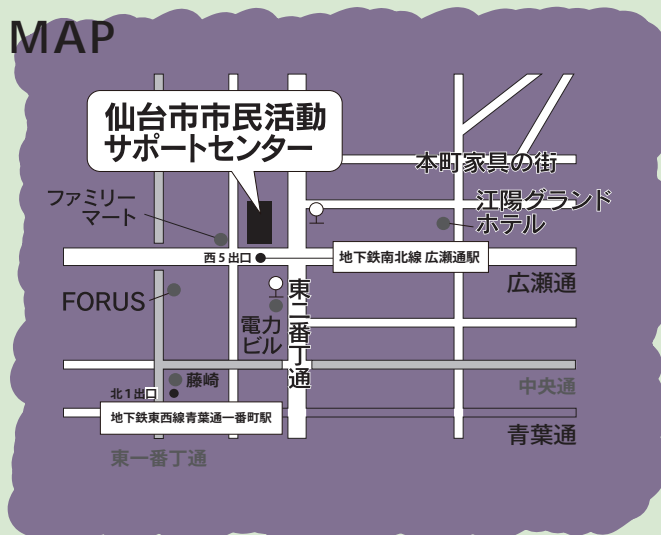 MAP
仙台市市民活動
サポートセンター
本町家具の街
ファミリー
マート
江陽グランド
ホテル
西5出口
地下鉄南北線 広瀬通駅
広瀬通
FORUS
東二番丁通
電力
ビル
藤崎
中央通
北1出口
地下鉄東西線青葉通一番町駅
青葉通
東一番丁通